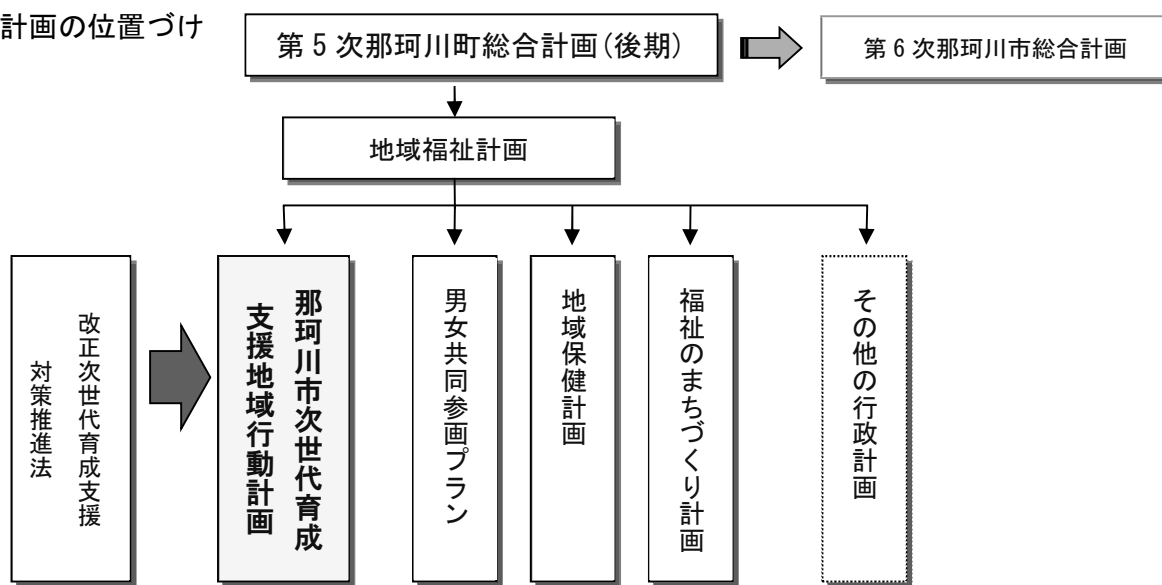 計画の位置づけ
第5次那珂川町総合計画(後期)
第6次那珂川市総合計画
地域福祉計画
改正次世代育成支援
対策推進法
那珂川市次世代育成
支援地域行動計画
男女共同参画プラン
地域保健計画
福祉のまちづくり計画
その他の行政計画